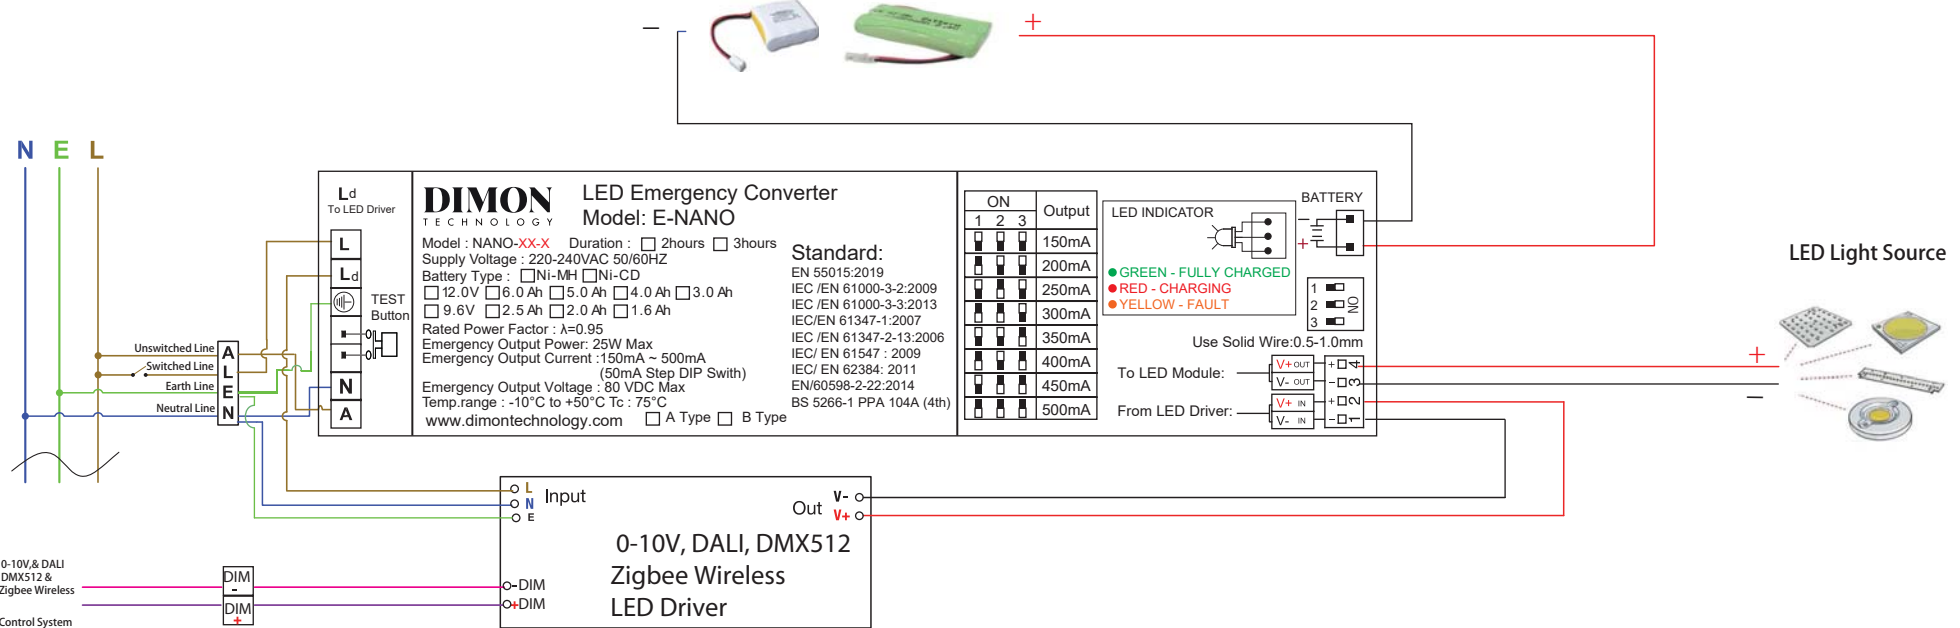 −
+
N E L
Ld
To LED Driver
L
Ld
TEST
Button
N
A
Unswitched Line
Switched Line
Earth Line
Neutral Line
A
L
E
N
DIMON
TECHNOLOGY
LED Emergency Converter
Model: E-NANO
Model : NANO-XX-X Duration : 2hours 3hours
Supply Voltage : 220-240VAC 50/60HZ
Battery Type : Ni-MH Ni-CD
12.0V 6.0 Ah 5.0 Ah 4.0 Ah 3.0 Ah
9.6V 2.5 Ah 2.0 Ah 1.6 Ah
Rated Power Factor : λ=0.95
Emergency Output Power: 25W Max
Emergency Output Current :150mA ~ 500mA
(50mA Step DIP Swith)
Emergency Output Voltage : 80 VDC Max
Temp.range : -10°C to +50°C Tc : 75°C
www.dimontechnology.com A Type B Type
Standard:
EN 55015:2019
IEC /EN 61000-3-2:2009
IEC /EN 61000-3-3:2013
IEC/EN 61347-1:2007
IEC /EN 61347-2-13:2006
IEC/ EN 61547 : 2009
IEC/ EN 62384: 2011
EN/60598-2-22:2014
BS 5266-1 PPA 104A (4th)
ON Output
1 2 3
150mA
200mA
250mA
300mA
350mA
400mA
450mA
500mA
LED INDICATOR
GREEN - FULLY CHARGED
RED - CHARGING
YELLOW - FAULT
BATTERY
−
+
1
2
3
ON
Use Solid Wire:0.5-1.0mm
To LED Module:
V+ OUT + 4
V- OUT - 3
From LED Driver:
V+ IN + 2
V- IN - 1
LED Light Source
+
−
L
N
E
Input
Out
V-
V+
0-10V, DALI, DMX512
Zigbee Wireless
LED Driver
-DIM
+DIM
0-10V,& DALI
DMX512 &
Zigbee Wireless
Control System
DIM
-
DIM
+